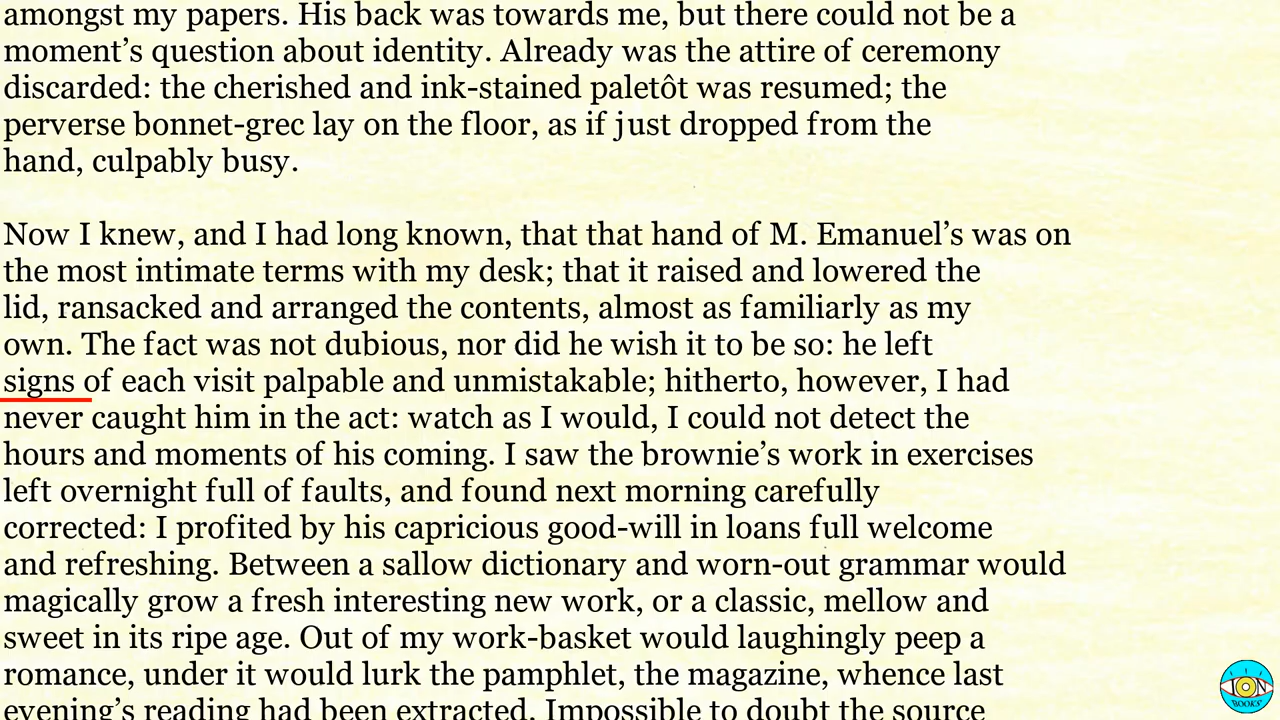 amongst my papers. His back was towards me, but there could not be a
moment’s question about identity. Already was the attire of ceremony
discarded: the cherished and ink-stained paletôt was resumed; the
perverse bonnet-grec lay on the floor, as if just dropped from the
hand, culpably busy.
Now I knew, and I had long known, that that hand of M. Emanuel’s was on
the most intimate terms with my desk; that it raised and lowered the
lid, ransacked and arranged the contents, almost as familiarly as my
own. The fact was not dubious, nor did he wish it to be so: he left
signs of each visit palpable and unmistakable; hitherto, however, I had
never caught him in the act: watch as I would, I could not detect the
hours and moments of his coming. I saw the brownie’s work in exercises
left overnight full of faults, and found next morning carefully
corrected: I profited by his capricious good-will in loans full welcome
and refreshing. Between a sallow dictionary and worn-out grammar would
magically grow a fresh interesting new work, or a classic, mellow and
sweet in its ripe age. Out of my work-basket would laughingly peep a
romance, under it would lurk the pamphlet, the magazine, whence last
evening’s reading had been extracted. Impossible to doubt the source
ION
BOOKS